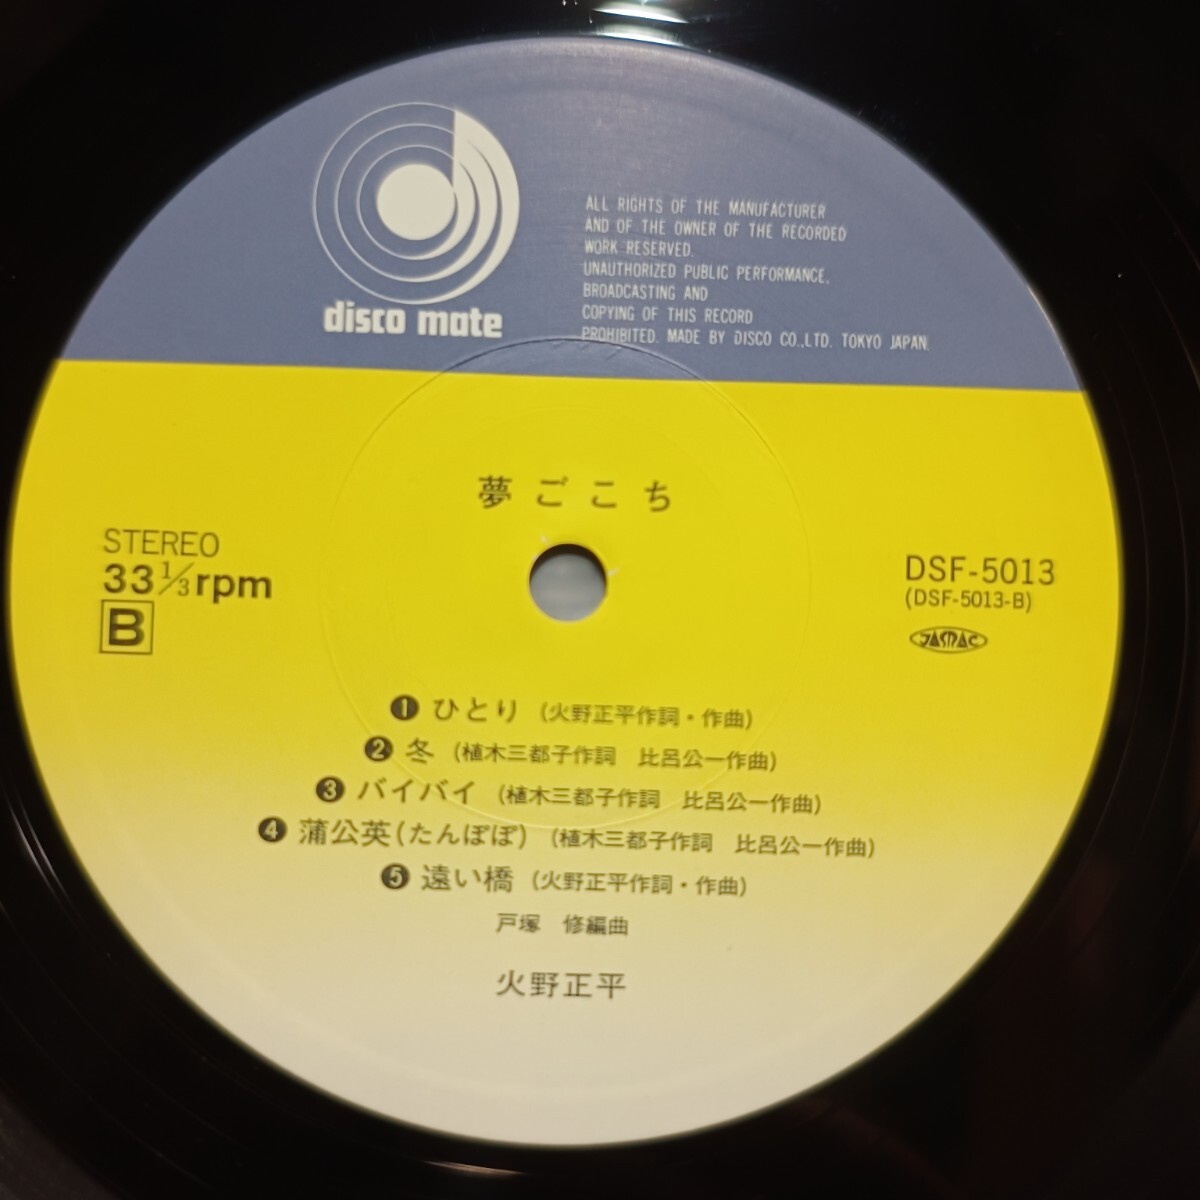 disco mate
ALL RIGHTS OF THE MANUFACTURER
AND OF THE OWNER OF THE RECORDED
WORK RESERVED.
UNAUTHORIZED PUBLIC PERFORMANCE,
BROADCASTING AND
COPYING OF THIS RECORD
PROHIBITED. MADE BY DISCO CO.,LTD. TOKYO JAPAN.
夢ごこち
STEREO
33 1/3 rpm
B
DSF-5013
(DSF-5013-B)
JASRAC
❶ ひとり (火野正平作詞・作曲)
❷ 冬 (植木三都子作詞 比呂公一作曲)
❸ バイバイ (植木三都子作詞 比呂公一作曲)
❹ 蒲公英(たんぽぽ) (植木三都子作詞 比呂公一作曲)
❺ 遠い橋 (火野正平作詞・作曲)
戸塚 修編曲
火野正平